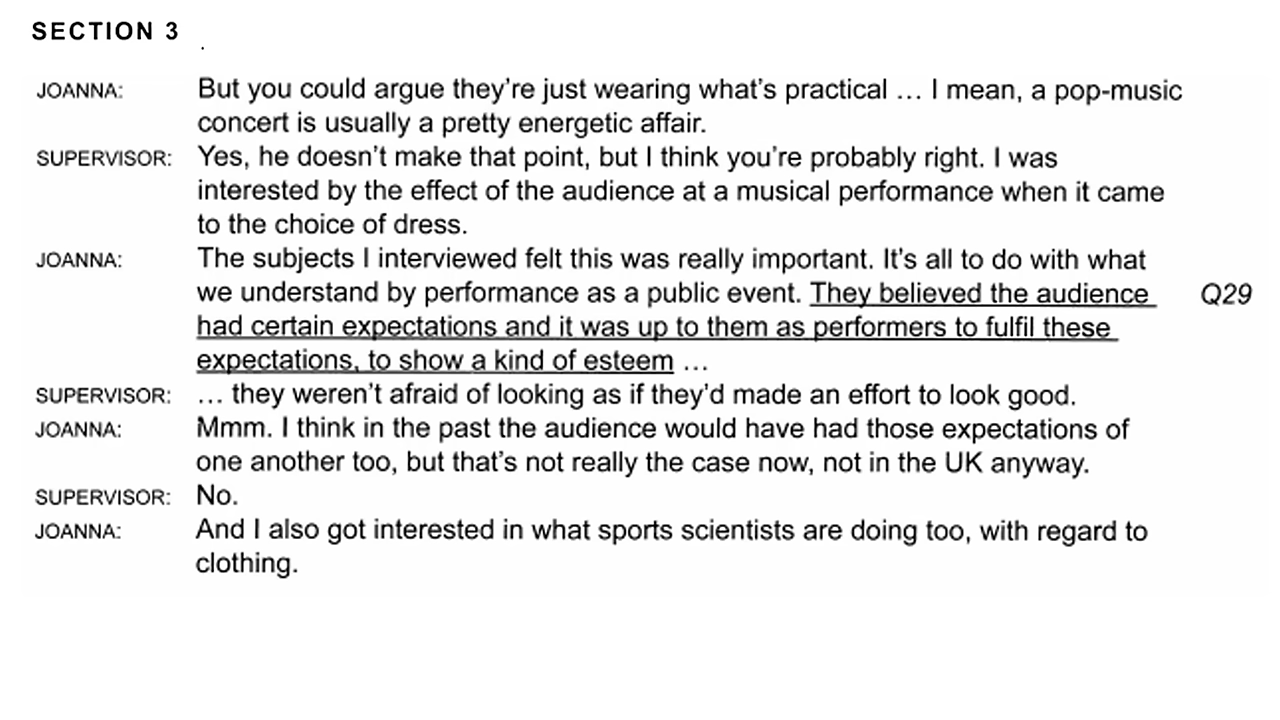 SECTION 3
JOANNA: But you could argue they're just wearing what's practical … I mean, a pop-music
concert is usually a pretty energetic affair.
SUPERVISOR: Yes, he doesn't make that point, but I think you're probably right. I was
interested by the effect of the audience at a musical performance when it came
to the choice of dress.
JOANNA: The subjects I interviewed felt this was really important. It's all to do with what
we understand by performance as a public event. They believed the audience Q29
had certain expectations and it was up to them as performers to fulfil these
expectations, to show a kind of esteem …
SUPERVISOR: … they weren't afraid of looking as if they'd made an effort to look good.
JOANNA: Mmm. I think in the past the audience would have had those expectations of
one another too, but that's not really the case now, not in the UK anyway.
SUPERVISOR: No.
JOANNA: And I also got interested in what sports scientists are doing too, with regard to
clothing.